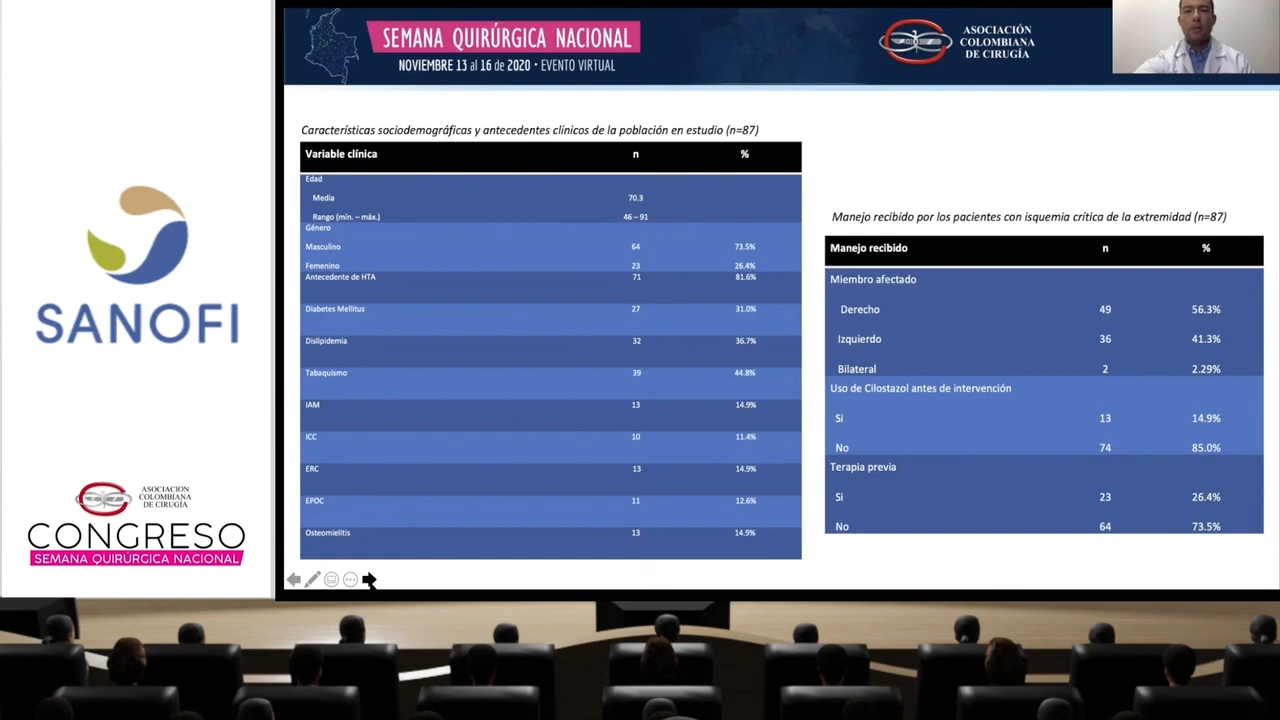 SEMANA QUIRÚRGICA NACIONAL
NOVIEMBRE 13 al 16 de 2020 • EVENTO VIRTUAL
ASOCIACIÓN
COLOMBIANA
DE CIRUGÍA
SANOFI
ASOCIACIÓN
COLOMBIANA
DE CIRUGÍA
CONGRESO
SEMANA QUIRÚRGICA NACIONAL
Características sociodemográficas y antecedentes clínicos de la población en estudio (n=87)
Variable clínica n %
Edad
Media 70.3
Rango (mín. – máx.) 46 – 91
Género
Masculino 64 73.5%
Femenino 23 26.4%
Antecedente de HTA 71 81.6%
Diabetes Mellitus 27 31.0%
Dislipidemia 32 36.7%
Tabaquismo 39 44.8%
IAM 13 14.9%
ICC 10 11.4%
ERC 13 14.9%
EPOC 11 12.6%
Osteomielitis 13 14.9%
Manejo recibido por los pacientes con isquemia crítica de la extremidad (n=87)
Manejo recibido n %
Miembro afectado
Derecho 49 56.3%
Izquierdo 36 41.3%
Bilateral 2 2.29%
Uso de Cilostazol antes de intervención
Si 13 14.9%
No 74 85.0%
Terapia previa
Si 23 26.4%
No 64 73.5%